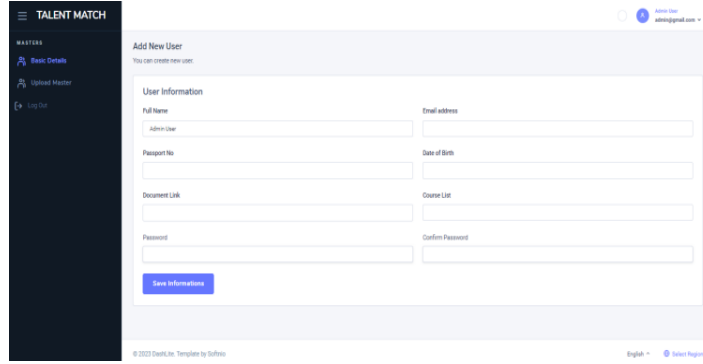 TALENT MATCH
Admin User
admin@gmail.com
MASTERS
Basic Details
Upload Master
Log Out
Add New User
You can create new user.
User Information
Full Name
Email address
Admin User
Passport No
Date of Birth
Document Link
Course List
Password
Confirm Password
Save Informations
© 2023 DashLite. Template by Softnio
English
Select Region